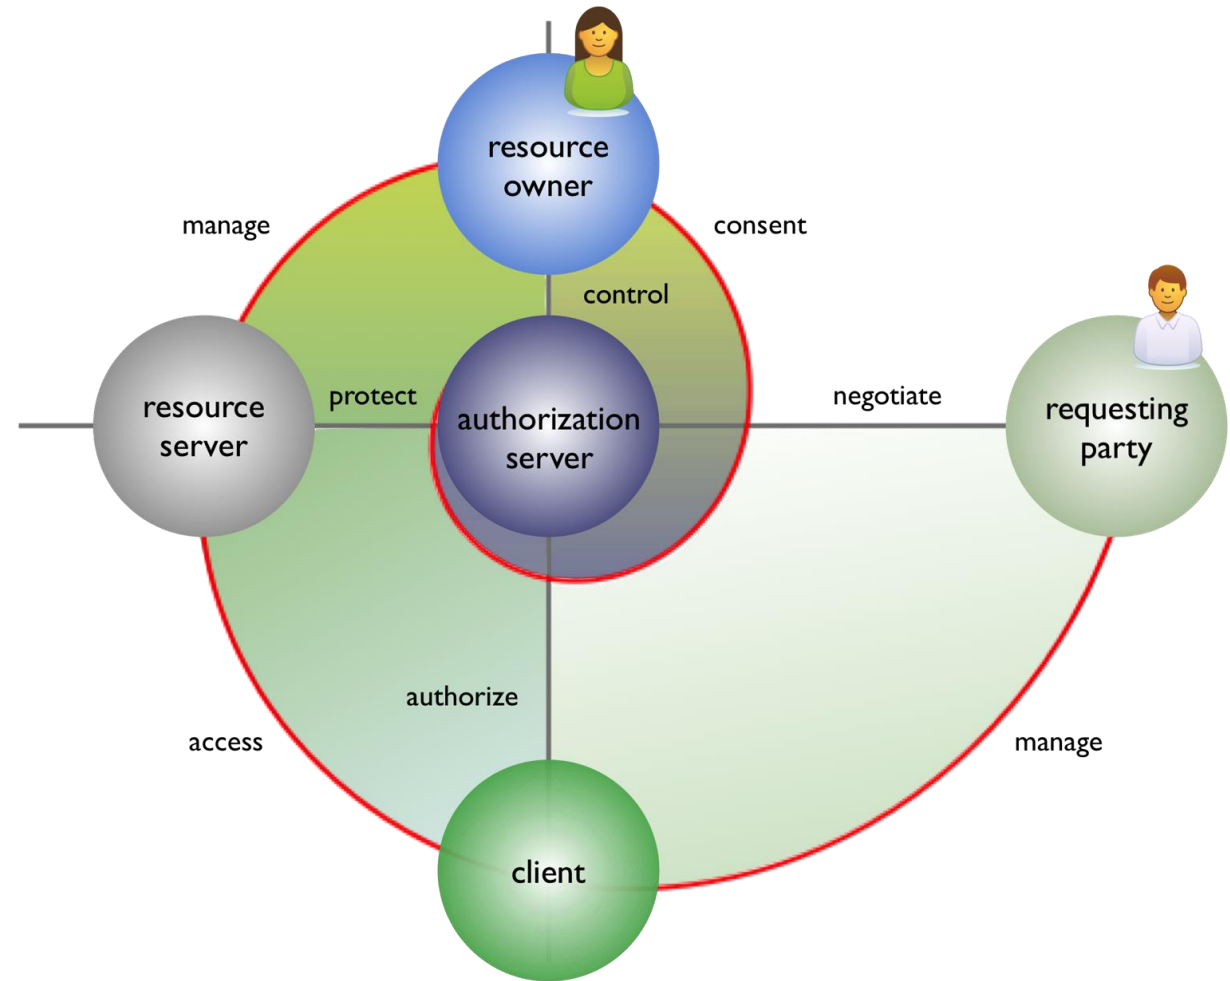 resource
owner
manage
consent
control
resource
server
protect
authorization
server
negotiate
requesting
party
authorize
access
manage
client